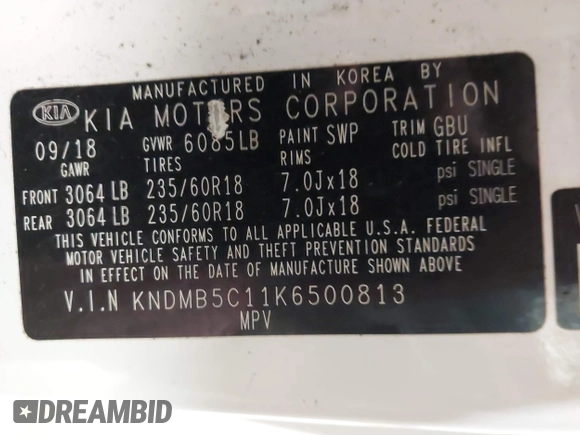 MANUFACTURED IN KOREA BY
KIA KIA MOTORS CORPORATION
09/18 GVWR 6085LB PAINT SWP TRIM GBU
GAWR TIRES RIMS COLD TIRE INFL
FRONT 3064 LB 235/60R18 7.0Jx18 psi SINGLE
REAR 3064 LB 235/60R18 7.0Jx18 psi SINGLE
THIS VEHICLE CONFORMS TO ALL APPLICABLE U.S.A. FEDERAL
MOTOR VEHICLE SAFETY AND THEFT PREVENTION STANDARDS
IN EFFECT ON THE DATE OF MANUFACTURE SHOWN ABOVE.
V.I.N KNDMB5C11K6500813
MPV
DREAMBID